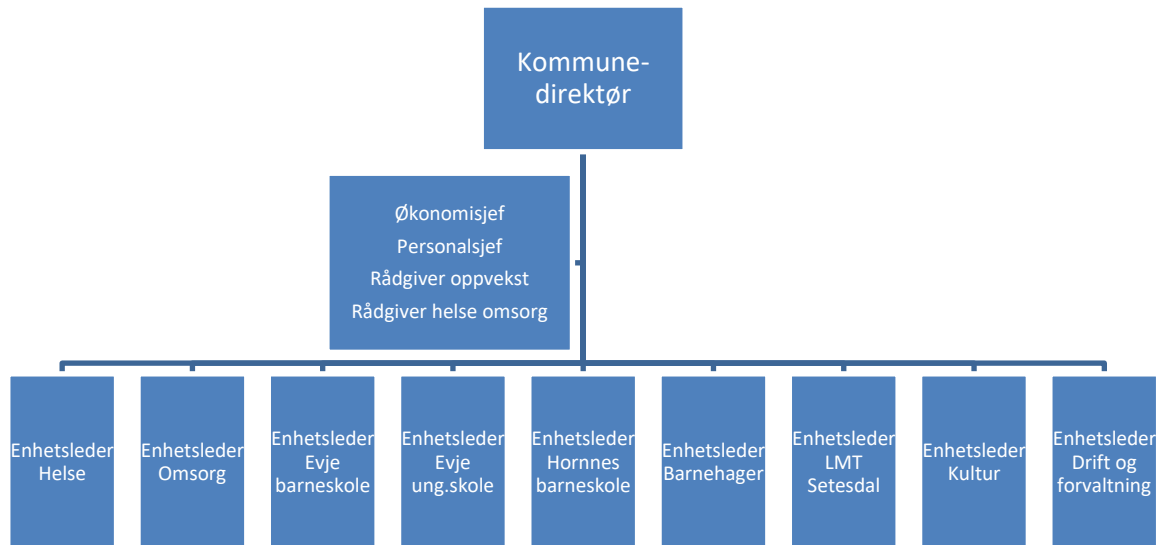 Kommune-
direktør
Økonomisjef
Personalsjef
Rådgiver oppvekst
Rådgiver helse omsorg
Enhetsleder
Helse
Enhetsleder
Omsorg
Enhetsleder
Evje
barneskole
Enhetsleder
Evje
ung.skole
Enhetsleder
Hornnes
barneskole
Enhetsleder
Barnehager
Enhetsleder
LMT
Setesdal
Enhetsleder
Kultur
Enhetsleder
Drift og
forvaltning